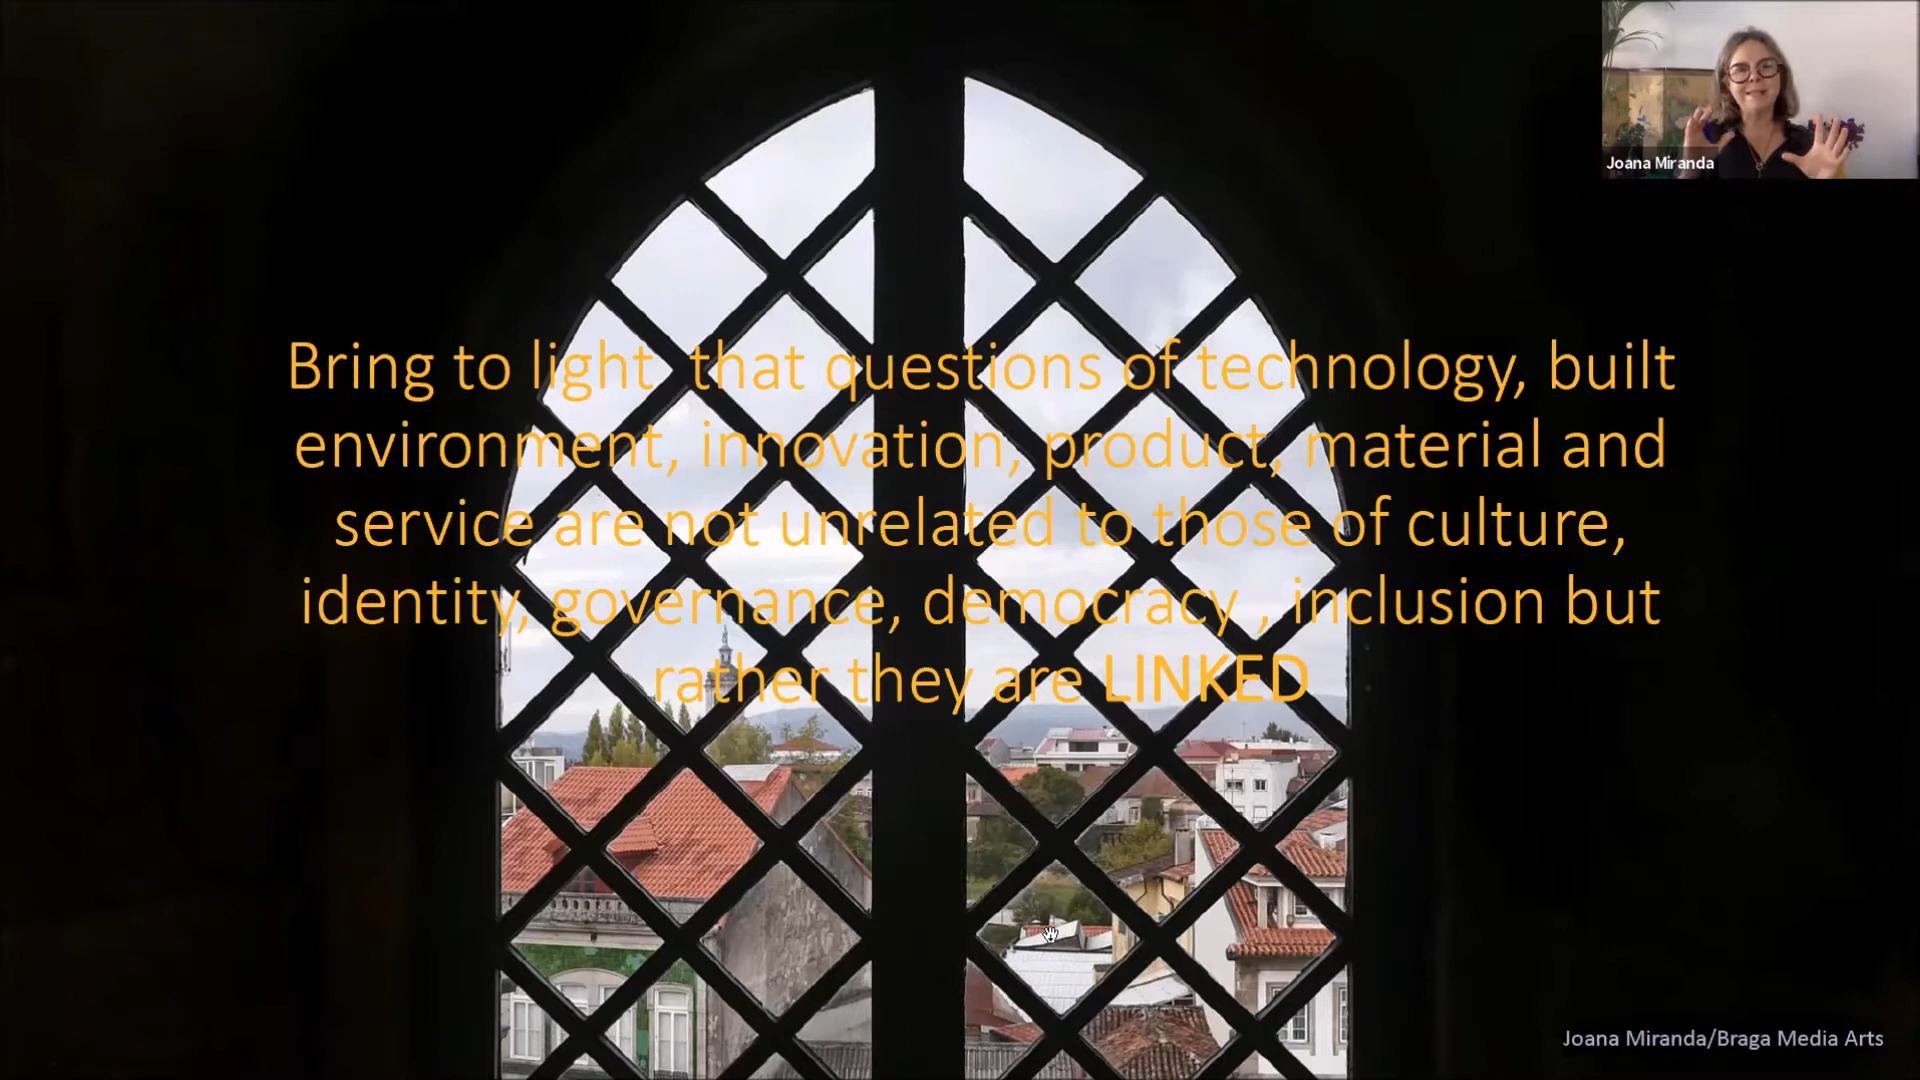 Joana Miranda
Bring to light that questions of technology, built
environment, innovation, product, material and
service are not unrelated to those of culture,
identity, governance, democracy , inclusion but
rather they are LINKED
Joana Miranda/Braga Media Arts